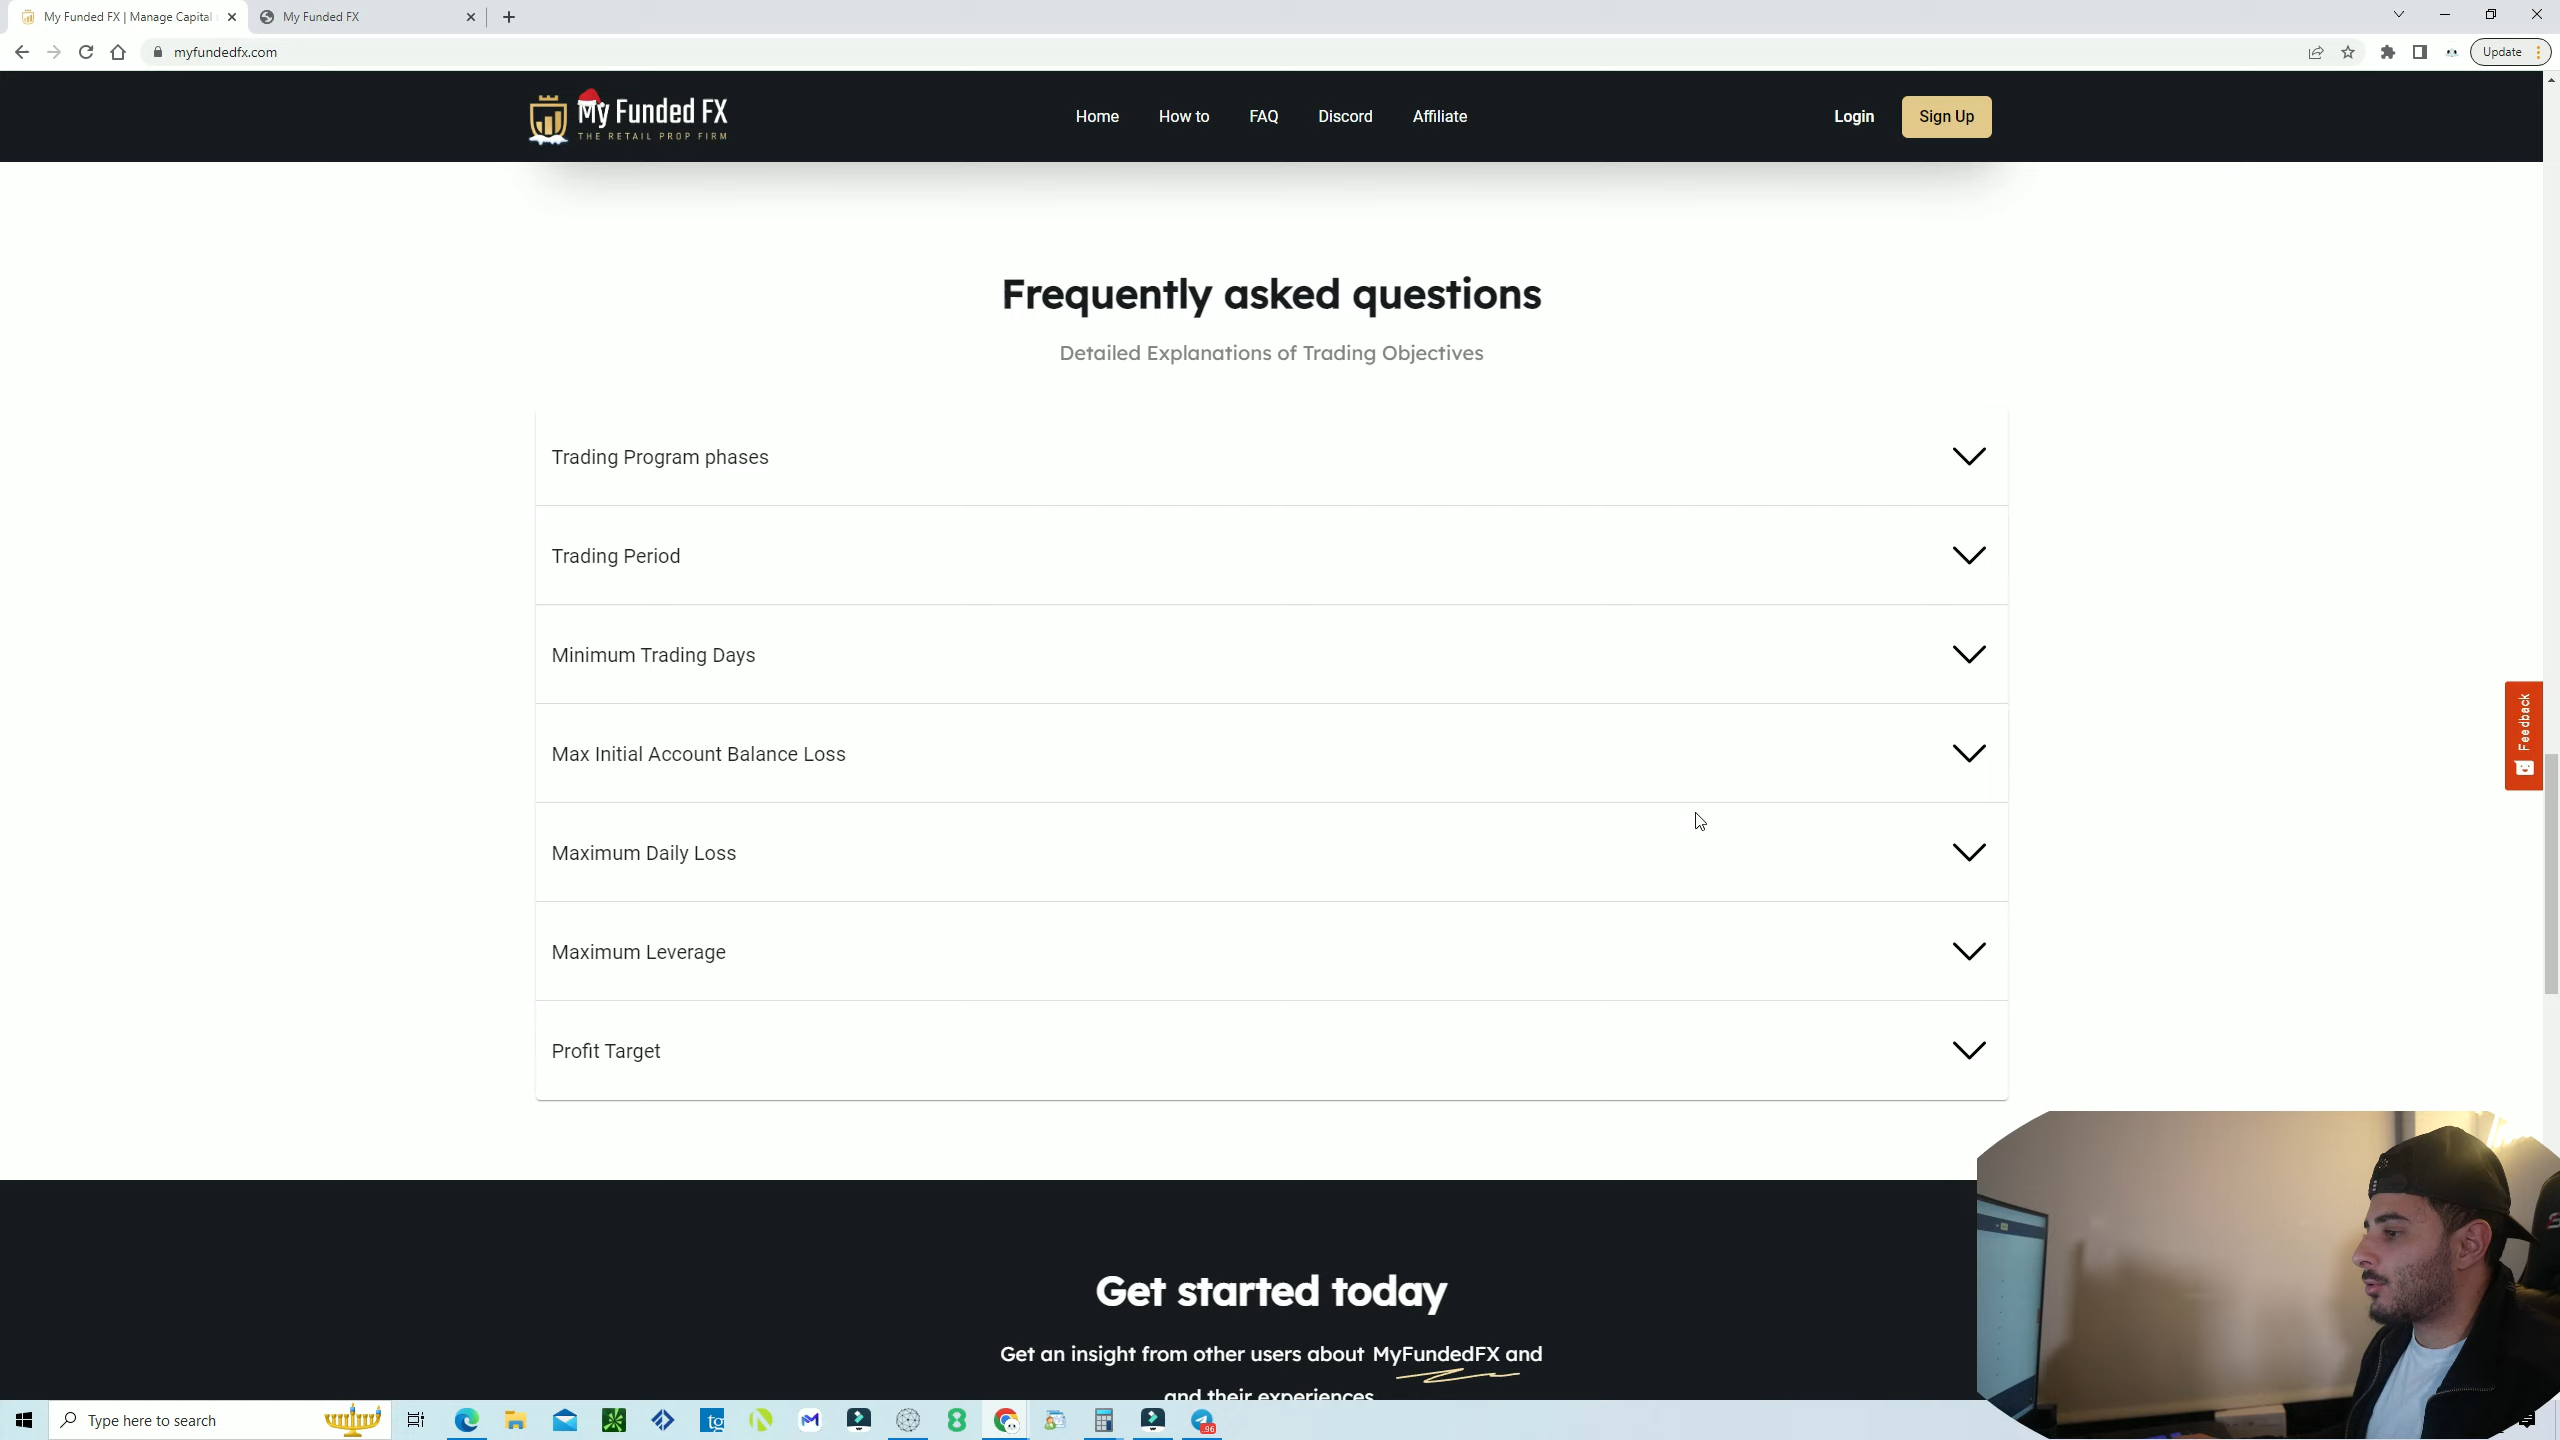 My Funded FX | Manage Capital
My Funded FX
myfundedfx.com
Update
My Funded FX
THE RETAIL PROP FIRM
Home
How to
FAQ
Discord
Affiliate
Login
Sign Up
Frequently asked questions
Detailed Explanations of Trading Objectives
Trading Program phases
Trading Period
Minimum Trading Days
Max Initial Account Balance Loss
Maximum Daily Loss
Maximum Leverage
Profit Target
Feedback
Get started today
Get an insight from other users about MyFundedFX and
and their experiences
Type here to search
tg
96